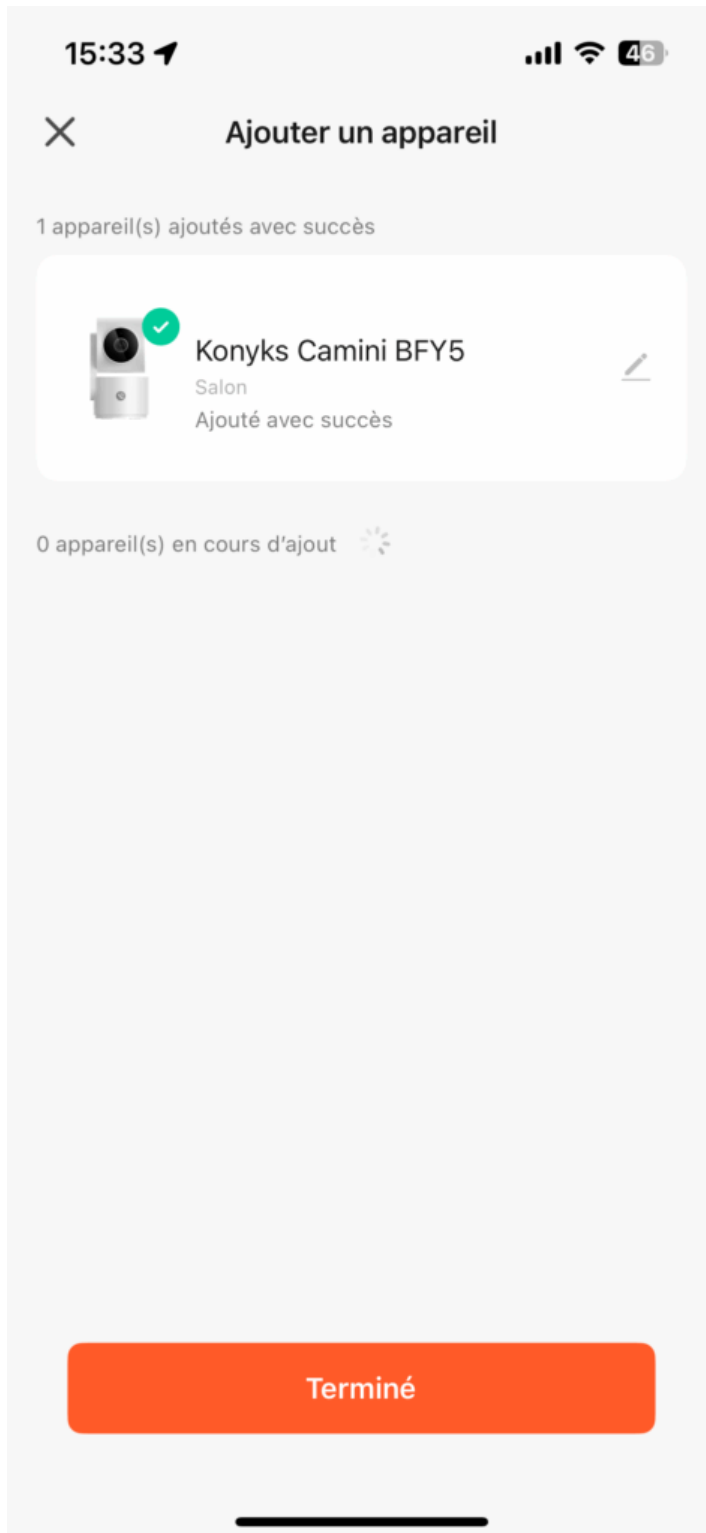 15:33
46
Ajouter un appareil
1 appareil(s) ajoutés avec succès
Konyks Camini BFY5
Salon
Ajouté avec succès
0 appareil(s) en cours d’ajout
Terminé